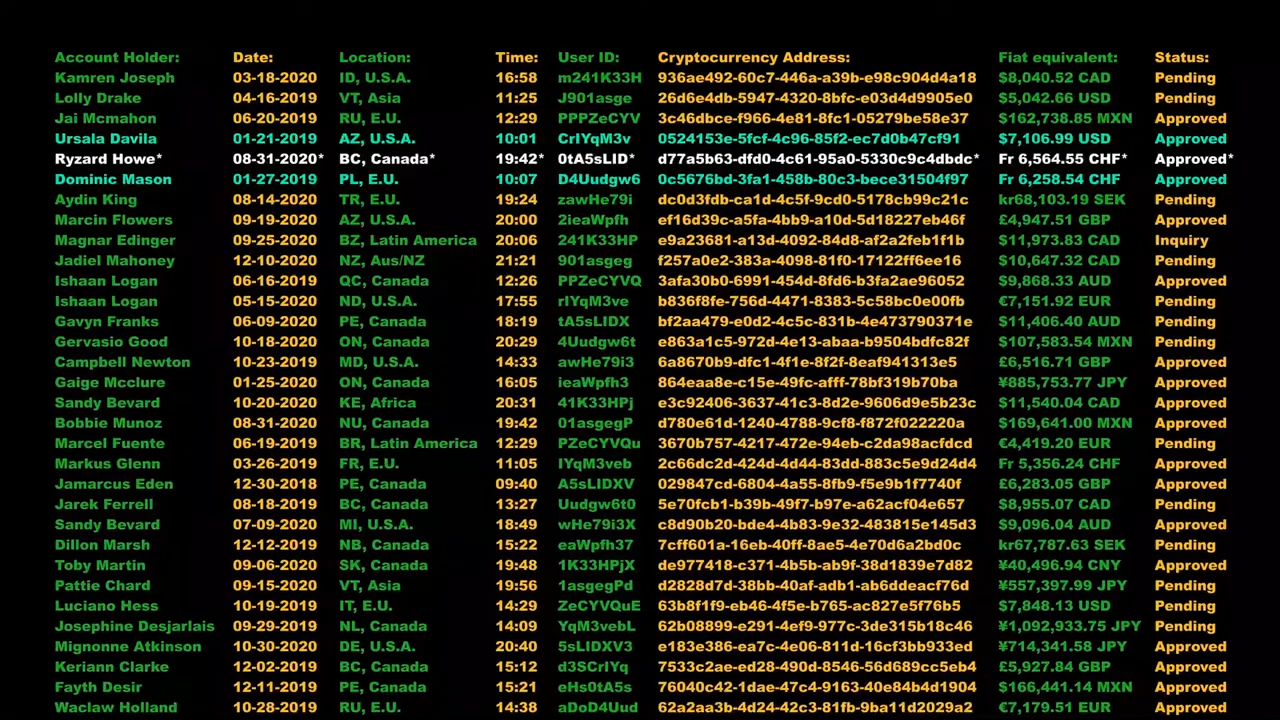 Account Holder: Date: Location: Time: User ID: Cryptocurrency Address: Fiat equivalent: Status:
Kamren Joseph 03-18-2020 ID, U.S.A. 16:58 m241K33H 936ae492-60c7-446a-a39b-e98c904d4a18 $8,040.52 CAD Pending
Lolly Drake 04-16-2019 VT, Asia 11:25 J901asge 26d6e4db-5947-4320-8bfc-e03d4d9905e0 $5,042.66 USD Pending
Jai Mcmahon 06-20-2019 RU, E.U. 12:29 PPPZeCYV 3c46dbce-f966-4e81-8fc1-05279be58e37 $162,738.85 MXN Approved
Ursala Davila 01-21-2019 AZ, U.S.A. 10:01 CrIYqM3v 0524153e-5fcf-4c96-85f2-ec7d0b47cf91 $7,106.99 USD Approved
Ryzard Howe* 08-31-2020* BC, Canada* 19:42* 0tA5sLID* d77a5b63-dfd0-4c61-95a0-5330c9c4dbdc* Fr 6,564.55 CHF* Approved*
Dominic Mason 01-27-2019 PL, E.U. 10:07 D4Uudgw6 0c5676bd-3fa1-458b-80c3-bece31504f97 Fr 6,258.54 CHF Approved
Aydin King 08-14-2020 TR, E.U. 19:24 zawHe79i dc0d3fdb-ca1d-4c5f-9cd0-5178cb99c21c kr68,103.19 SEK Pending
Marcin Flowers 09-19-2020 AZ, U.S.A. 20:00 2ieaWpfh ef16d39c-a5fa-4bb9-a10d-5d18227eb46f £4,947.51 GBP Approved
Magnar Edinger 09-25-2020 BZ, Latin America 20:06 241K33HP e9a23681-a13d-4092-84d8-af2a2feb1f1b $11,973.83 CAD Inquiry
Jadiel Mahoney 12-10-2020 NZ, Aus/NZ 21:21 901asgeg f257a0e2-383a-4098-81f0-17122ff6ee16 $10,647.32 CAD Pending
Ishaan Logan 06-16-2019 QC, Canada 12:26 PPZeCYVQ 3afa30b0-6991-454d-8fd6-b3fa2ae96052 $9,868.33 AUD Approved
Ishaan Logan 05-15-2020 ND, U.S.A. 17:55 rIYqM3ve b836f8fe-756d-4471-8383-5c58bc0e00fb €7,151.92 EUR Pending
Gavyn Franks 06-09-2020 PE, Canada 18:19 tA5sLIDX bf2aa479-e0d2-4c5c-831b-4e473790371e $11,406.40 AUD Pending
Gervasio Good 10-18-2020 ON, Canada 20:29 4Uudgw6t e863a1c5-972d-4e13-abaa-b9504bdfc82f $107,583.54 MXN Pending
Campbell Newton 10-23-2019 MD, U.S.A. 14:33 awHe79i3 6a8670b9-dfc1-4f1e-8f2f-8eaf941313e5 £6,516.71 GBP Approved
Gaige Mcclure 01-25-2020 ON, Canada 16:05 ieaWpfh3 864eaa8e-c15e-49fc-afff-78bf319b70ba ¥885,753.77 JPY Approved
Sandy Bevard 10-20-2020 KE, Africa 20:31 41K33HPj e3c92406-3637-41c3-8d2e-9606d9e5b23c $11,540.04 CAD Approved
Bobbie Munoz 08-31-2020 NU, Canada 19:42 01asgegP d780e61d-1240-4788-9cf8-f872f022220a $169,641.00 MXN Approved
Marcel Fuente 06-19-2019 BR, Latin America 12:29 PZeCYVQu 3670b757-4217-472e-94eb-c2da98acfdcd €4,419.20 EUR Pending
Markus Glenn 03-26-2019 FR, E.U. 11:05 IYqM3veb 2c66dc2d-424d-4d44-83dd-883c5e9d24d4 Fr 5,356.24 CHF Approved
Jamarcus Eden 12-30-2018 PE, Canada 09:40 A5sLIDXV 029847cd-6804-4a55-8fb9-f5e9b1f7740f £6,283.05 GBP Approved
Jarek Ferrell 08-18-2019 BC, Canada 13:27 Uudgw6t0 5e70fcb1-b39b-49f7-b97e-a62acf04e657 $8,955.07 CAD Pending
Sandy Bevard 07-09-2020 MI, U.S.A. 18:49 wHe79i3X c8d90b20-bde4-4b83-9e32-483815e145d3 $9,096.04 AUD Approved
Dillon Marsh 12-12-2019 NB, Canada 15:22 eaWpfh37 7cff601a-16eb-40ff-8ae5-4e70d6a2bd0c kr67,787.63 SEK Pending
Toby Martin 09-06-2020 SK, Canada 19:48 1K33HPjX de977418-c371-4b5b-ab9f-38d1839e7d82 ¥40,496.94 CNY Approved
Pattie Chard 09-15-2020 VT, Asia 19:56 1asgegPd d2828d7d-38bb-40af-adb1-ab6ddeacf76d ¥557,397.99 JPY Pending
Luciano Hess 10-19-2019 IT, E.U. 14:29 ZeCYVQuE 63b8f1f9-eb46-4f5e-b765-ac827e5f76b5 $7,848.13 USD Pending
Josephine Desjarlais 09-29-2019 NL, Canada 14:09 YqM3vebL 62b08899-e291-4ef9-977c-3de315b18c46 ¥1,092,933.75 JPY Pending
Mignonne Atkinson 10-30-2020 DE, U.S.A. 20:40 5sLIDXV3 e183e386-ea7c-4e06-811d-16cf3bb933ed ¥714,341.58 JPY Approved
Keriann Clarke 12-02-2019 BC, Canada 15:12 d3SCrIYq 7533c2ae-ed28-490d-8546-56d689cc5eb4 £5,927.84 GBP Approved
Fayth Desir 12-11-2019 PE, Canada 15:21 eHs0tA5s 76040c42-1dae-47c4-9163-40e84b4d1904 $166,441.14 MXN Approved
Waclaw Holland 10-28-2019 RU, E.U. 14:38 aDoD4Uud 62a2aa3b-4d24-42c3-81fb-9ba11d2029a2 €7,179.51 EUR Approved